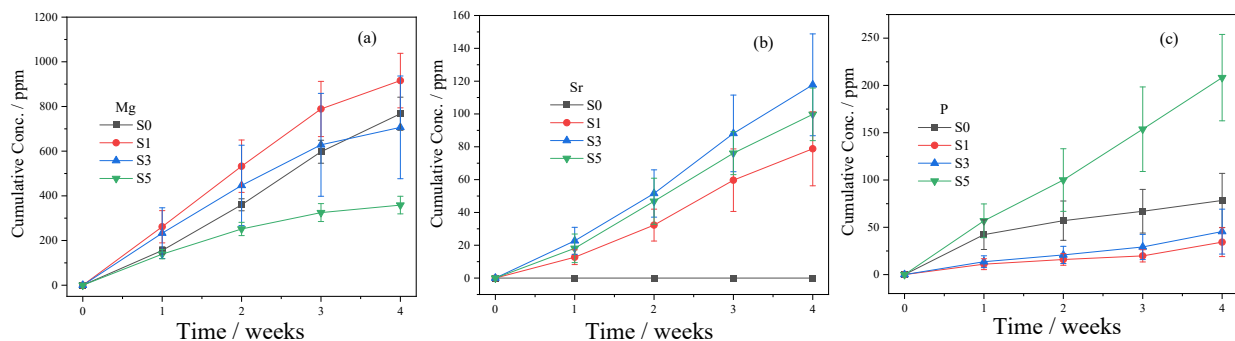 (a)
Mg
S0
S1
S3
S5
Cumulative Conc. / ppm
1200
1000
800
600
400
200
0
0 1 2 3 4
Time / weeks
(b)
Sr
S0
S1
S3
S5
Cumulative Conc. / ppm
160
140
120
100
80
60
40
20
0
0 1 2 3 4
Time / weeks
(c)
P
S0
S1
S3
S5
Cumulative Conc. / ppm
250
200
150
100
50
0
0 1 2 3 4
Time / weeks